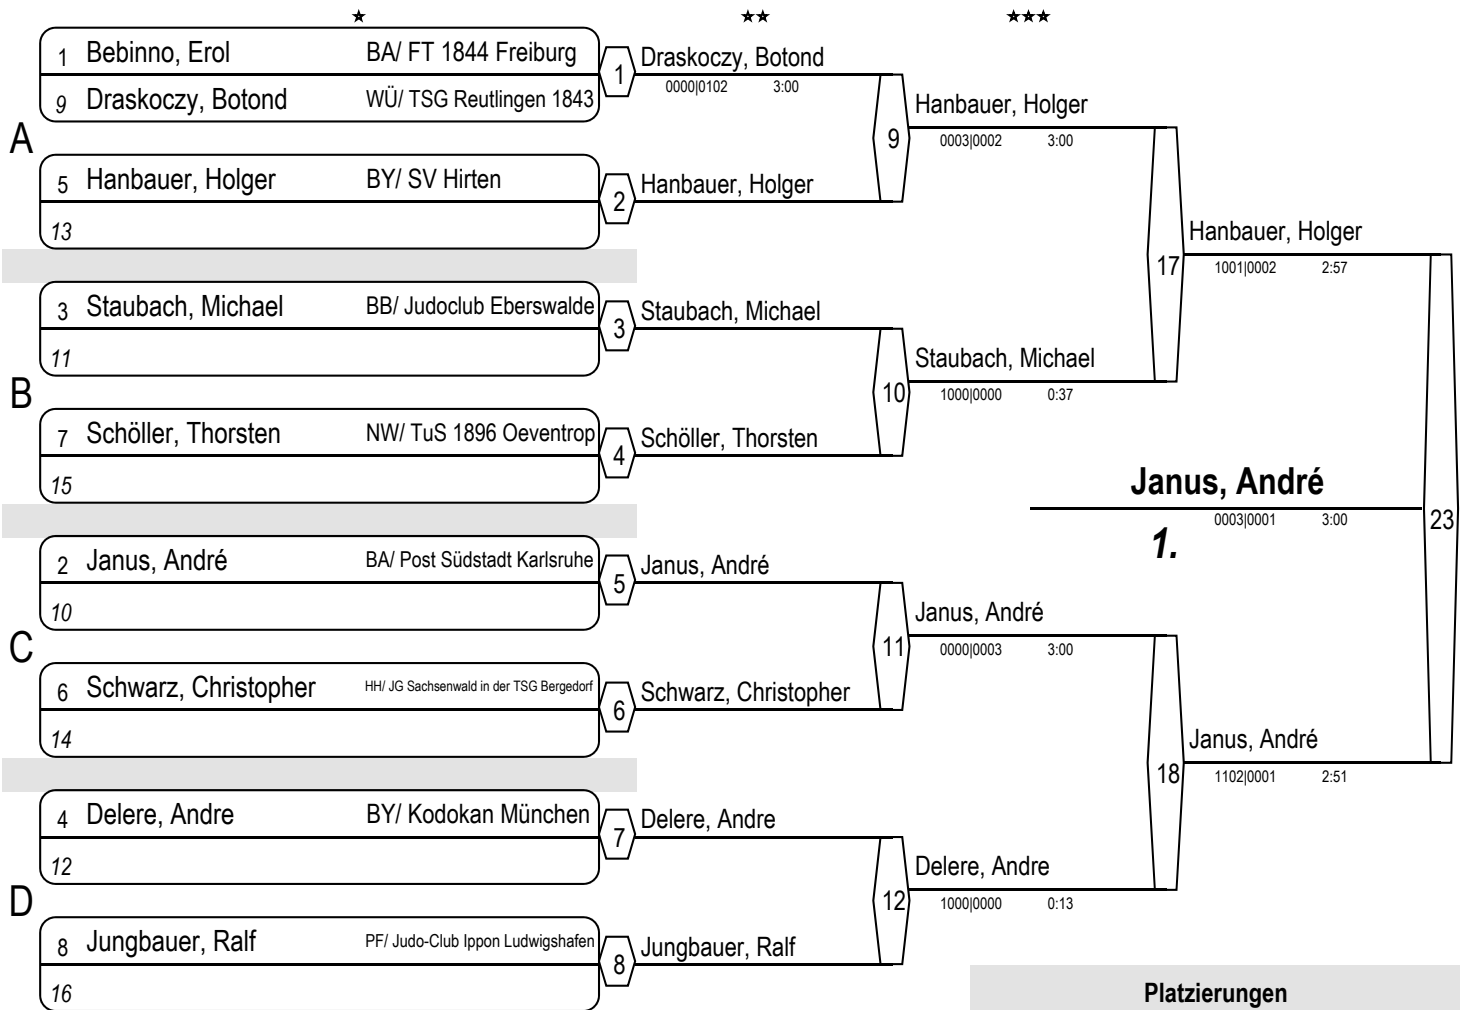 ★ ★★ ★★★
1 Bebinno, Erol BA/ FT 1844 Freiburg
9 Draskoczy, Botond WÜ/ TSG Reutlingen 1843
A
5 Hanbauer, Holger BY/ SV Hirten
13
3 Staubach, Michael BB/ Judoclub Eberswalde
11
B
7 Schöller, Thorsten NW/ TuS 1896 Oeventrop
15
2 Janus, André BA/ Post Südstadt Karlsruhe
10
C
6 Schwarz, Christopher HH/ JG Sachsenwald in der TSG Bergedorf
14
4 Delere, Andre BY/ Kodokan München
12
D
8 Jungbauer, Ralf PF/ Judo-Club Ippon Ludwigshafen
16
1 Draskoczy, Botond
0000|0102 3:00
2 Hanbauer, Holger
3 Staubach, Michael
4 Schöller, Thorsten
5 Janus, André
6 Schwarz, Christopher
7 Delere, Andre
8 Jungbauer, Ralf
9 Hanbauer, Holger
0003|0002 3:00
10 Staubach, Michael
1000|0000 0:37
11 Janus, André
0000|0003 3:00
12 Delere, Andre
1000|0000 0:13
17 Hanbauer, Holger
1001|0002 2:57
18 Janus, André
1102|0001 2:51
23
Janus, André
0003|0001 3:00
1.
Platzierungen